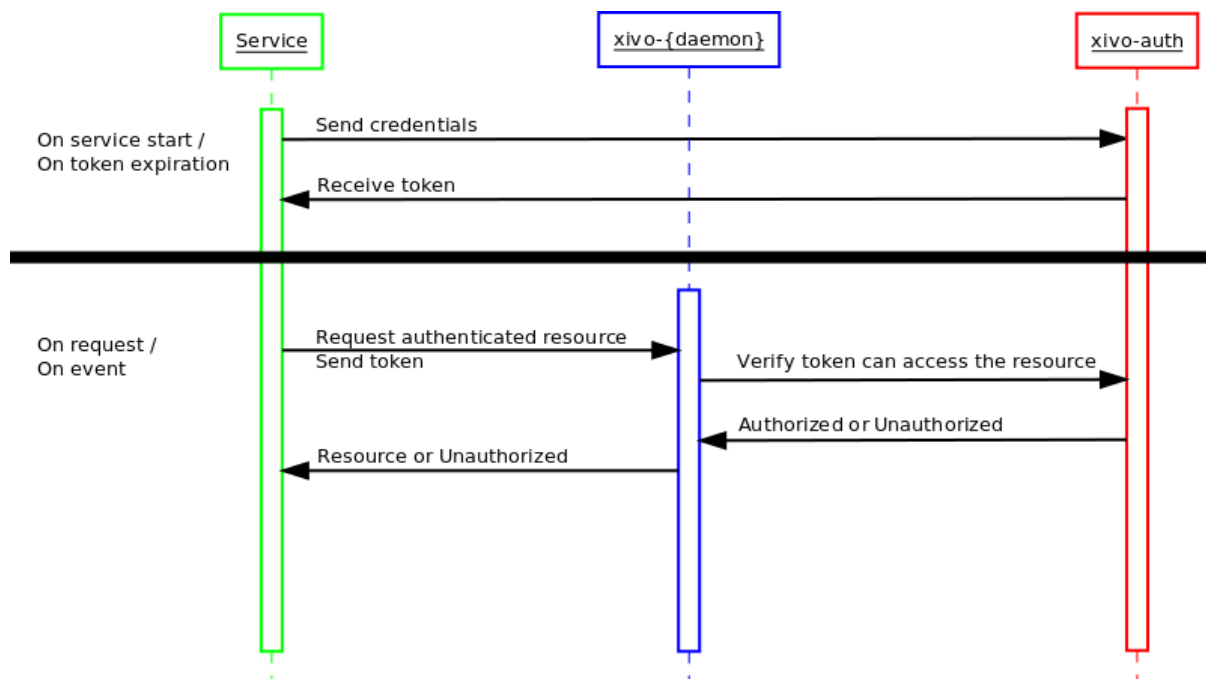 Service
xivo-{daemon}
xivo-auth
On service start /
On token expiration
Send credentials
Receive token
On request /
On event
Request authenticated resource
Send token
Verify token can access the resource
Authorized or Unauthorized
Resource or Unauthorized